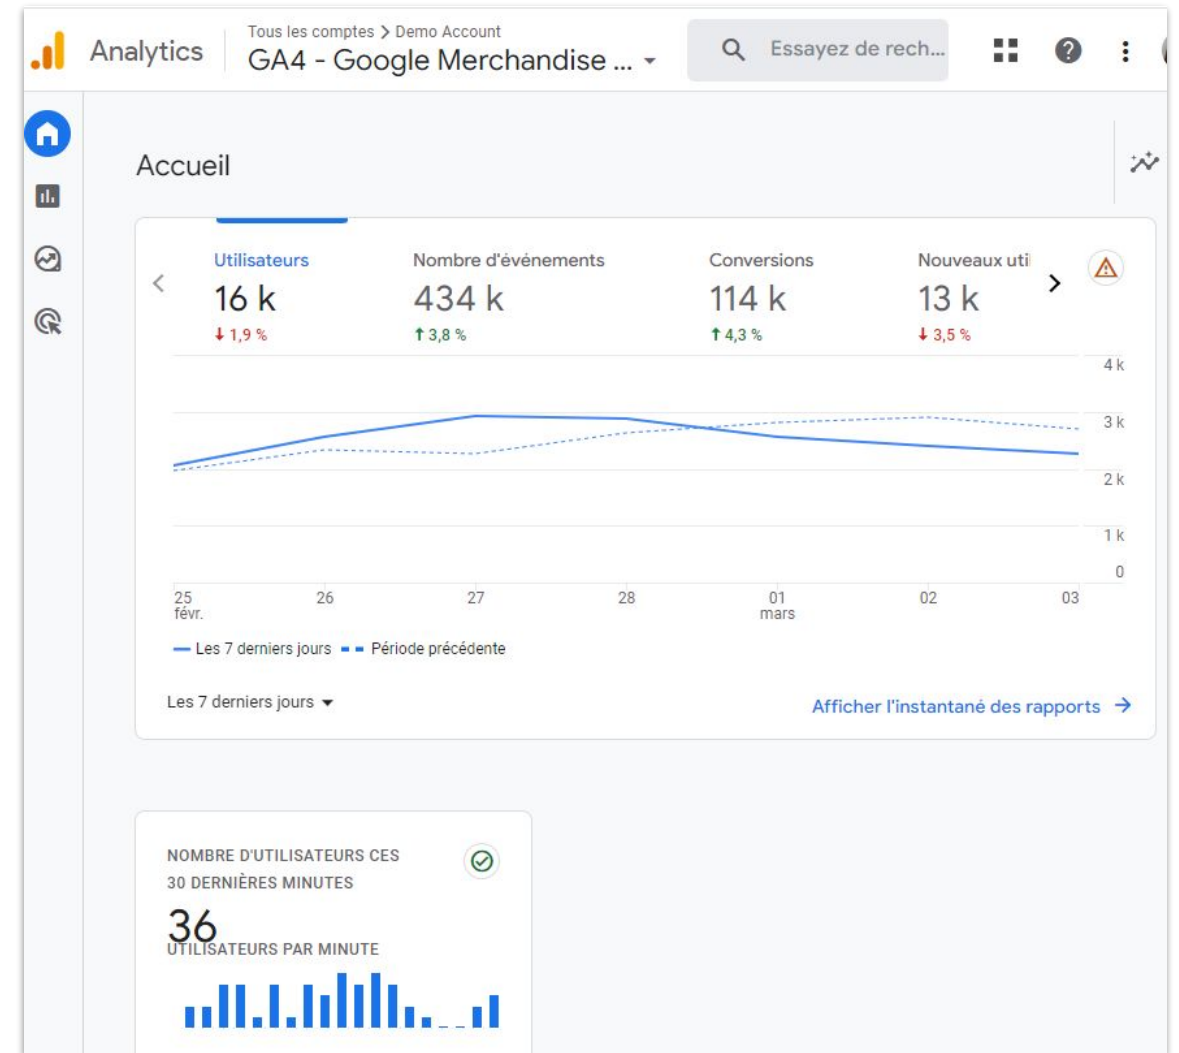 Analytics
Tous les comptes > Demo Account
GA4 - Google Merchandise ...
Essayez de rech...
Accueil
Utilisateurs
16 k
1,9 %
Nombre d'événements
434 k
3,8 %
Conversions
114 k
4,3 %
Nouveaux uti
13 k
3,5 %
4 k
3 k
2 k
1 k
0
25 févr.
26
27
28
01 mars
02
03
Les 7 derniers jours
Période précédente
Les 7 derniers jours
Afficher l'instantané des rapports
NOMBRE D'UTILISATEURS CES
30 DERNIÈRES MINUTES
36
UTILISATEURS PAR MINUTE